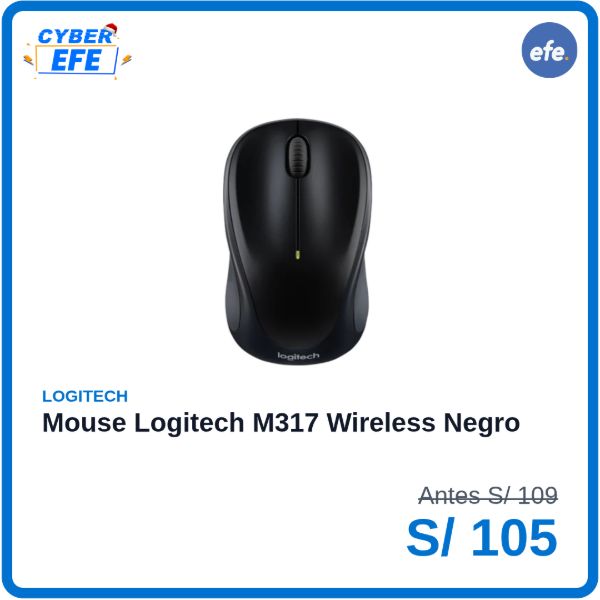 CYBER
EFE
efe.
logitech
LOGITECH
Mouse Logitech M317 Wireless Negro
Antes S/ 109
S/ 105